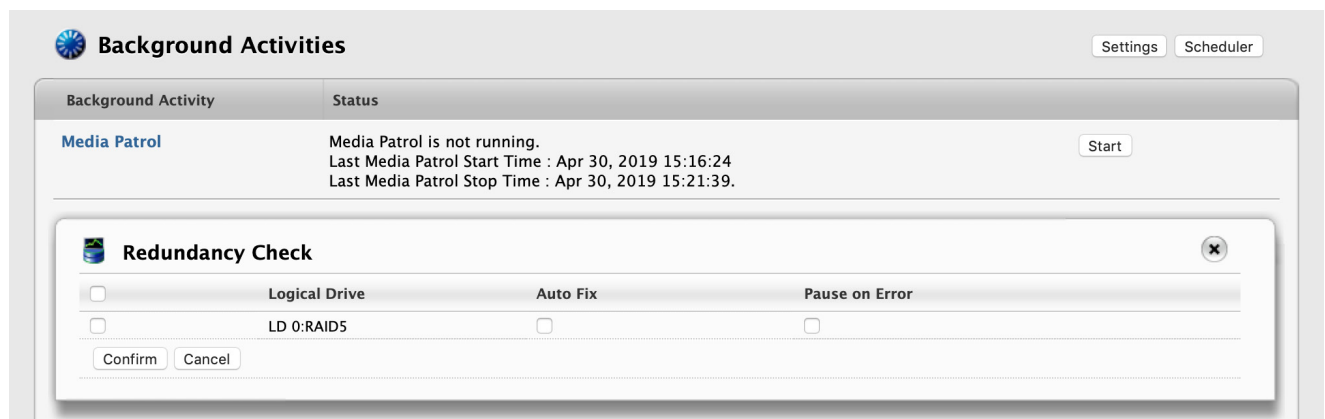 Background Activities
Settings Scheduler
Background Activity Status
Media Patrol Media Patrol is not running. Start
Last Media Patrol Start Time : Apr 30, 2019 15:16:24
Last Media Patrol Stop Time : Apr 30, 2019 15:21:39.
Redundancy Check
Logical Drive Auto Fix Pause on Error
LD 0:RAID5
Confirm Cancel